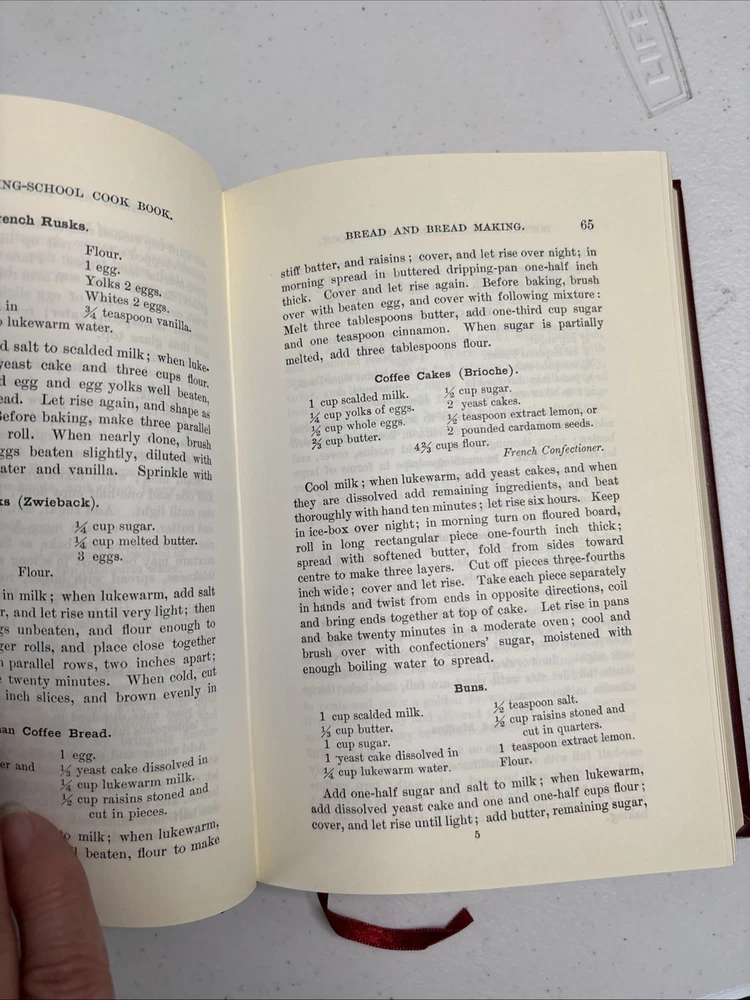 LIFE
NG-SCHOOL COOK BOOK.
ench Rusks.
Flour.
1 egg.
Yolks 2 eggs.
Whites 2 eggs.
in ¾ teaspoon vanilla.
lukewarm water.
d salt to scalded milk; when luke-
yeast cake and three cups flour.
d egg and egg yolks well beaten,
ead. Let rise again, and shape as
Before baking, make three parallel
roll. When nearly done, brush
ggs beaten slightly, diluted with
ater and vanilla. Sprinkle with
ks (Zwieback).
¼ cup sugar.
¼ cup melted butter.
3 eggs.
Flour.
in milk; when lukewarm, add salt
r, and let rise until very light; then
gs unbeaten, and flour enough to
ger rolls, and place close together
n parallel rows, two inches apart;
e twenty minutes. When cold, cut
inch slices, and brown evenly in
an Coffee Bread.
1 egg.
er and ⅓ yeast cake dissolved in
¼ cup lukewarm milk.
½ cup raisins stoned and
cut in pieces.
to milk; when lukewarm,
l beaten, flour to make
BREAD AND BREAD MAKING. 65
stiff batter, and raisins; cover, and let rise over night; in
morning spread in buttered dripping-pan one-half inch
thick. Cover and let rise again. Before baking, brush
over with beaten egg, and cover with following mixture:
Melt three tablespoons butter, add one-third cup sugar
and one teaspoon cinnamon. When sugar is partially
melted, add three tablespoons flour.
Coffee Cakes (Brioche).
1 cup scalded milk. ½ cup sugar.
¼ cup yolks of eggs. 2 yeast cakes.
½ cup whole eggs. ½ teaspoon extract lemon, or
⅔ cup butter. 2 pounded cardamom seeds.
4⅔ cups flour.
French Confectioner.
Cool milk; when lukewarm, add yeast cakes, and when
they are dissolved add remaining ingredients, and beat
thoroughly with hand ten minutes; let rise six hours. Keep
in ice-box over night; in morning turn on floured board,
roll in long rectangular piece one-fourth inch thick;
spread with softened butter, fold from sides toward
centre to make three layers. Cut off pieces three-fourths
inch wide; cover and let rise. Take each piece separately
in hands and twist from ends in opposite directions, coil
and bring ends together at top of cake. Let rise in pans
and bake twenty minutes in a moderate oven; cool and
brush over with confectioners' sugar, moistened with
enough boiling water to spread.
Buns.
1 cup scalded milk. ½ teaspoon salt.
⅓ cup butter. ½ cup raisins stoned and
1 cup sugar. cut in quarters.
1 yeast cake dissolved in 1 teaspoon extract lemon.
¼ cup lukewarm water. Flour.
Add one-half sugar and salt to milk; when lukewarm,
add dissolved yeast cake and one and one-half cups flour;
cover, and let rise until light; add butter, remaining sugar,
5